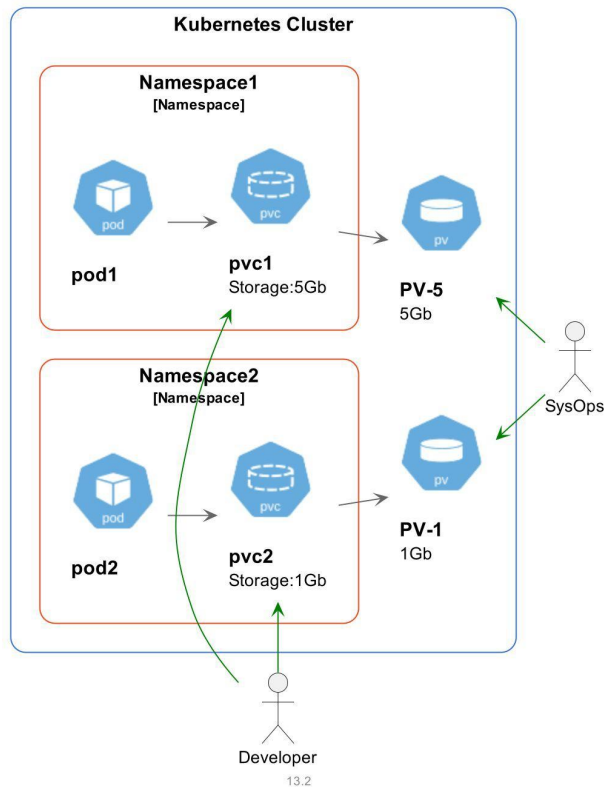 Kubernetes Cluster
Namespace1
[Namespace]
pod
pvc
pv
pod1
pvc1
Storage:5Gb
PV-5
5Gb
SysOps
Namespace2
[Namespace]
pod
pvc
pv
pod2
pvc2
Storage:1Gb
PV-1
1Gb
Developer
13.2